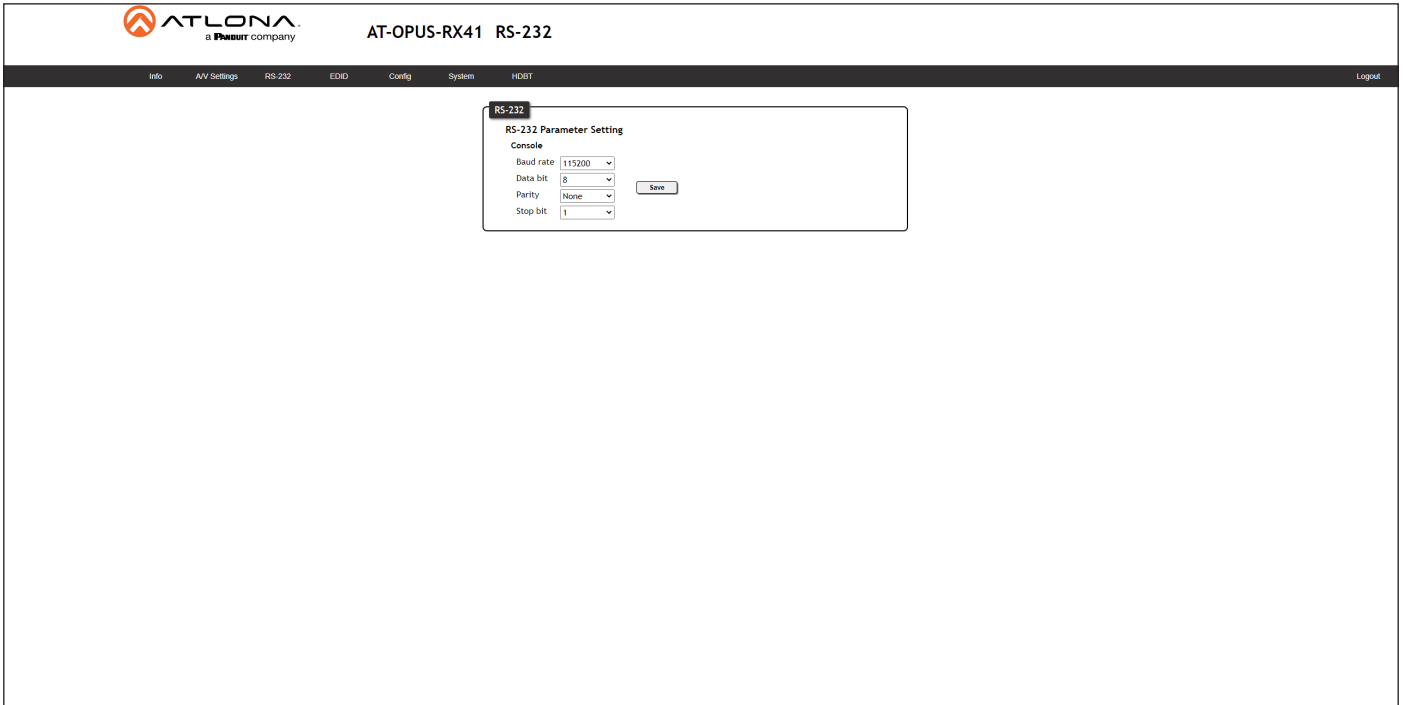 ATLONA.
a PANDUIT company
AT-OPUS-RX41 RS-232
Info A/V Settings RS-232 EDID Config System HDBT Logout
RS-232
RS-232 Parameter Setting
Console
Baud rate 115200
Data bit 8
Save
Parity None
Stop bit 1